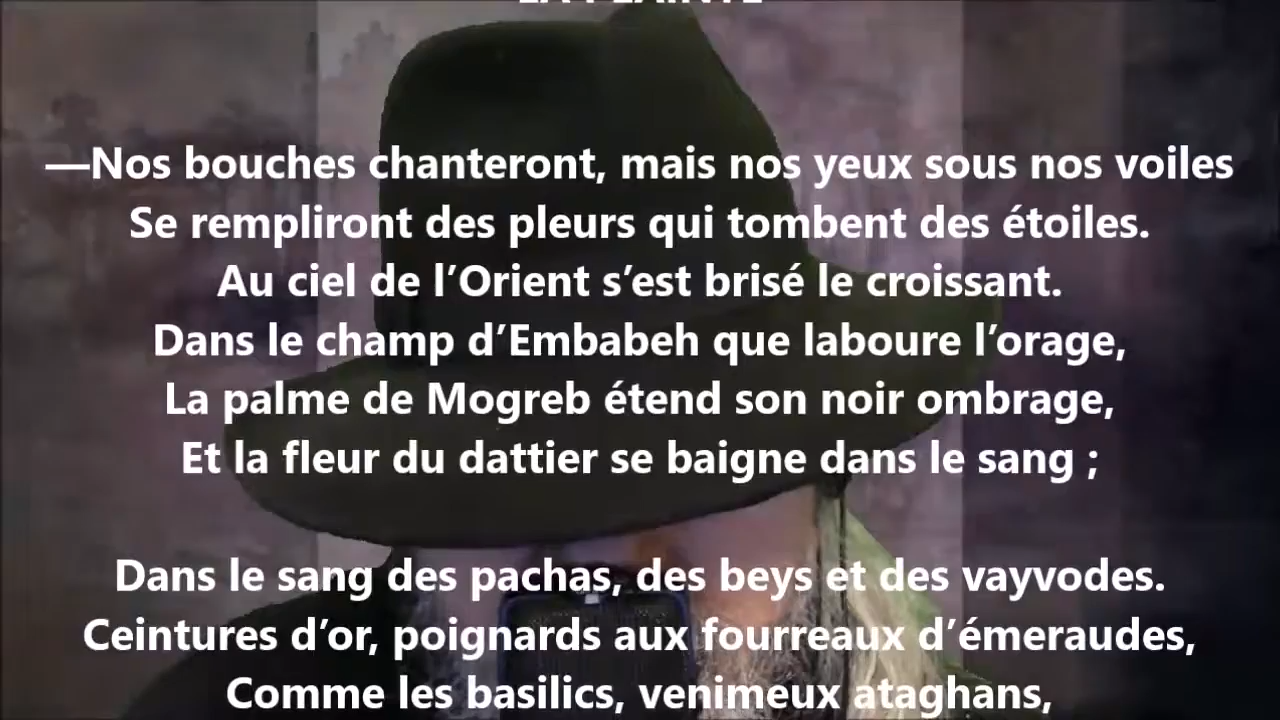 LA PLAINTE
—Nos bouches chanteront, mais nos yeux sous nos voiles
Se rempliront des pleurs qui tombent des étoiles.
Au ciel de l’Orient s’est brisé le croissant.
Dans le champ d’Embabeh que laboure l’orage,
La palme de Mogreb étend son noir ombrage,
Et la fleur du dattier se baigne dans le sang ;
Dans le sang des pachas, des beys et des vayvodes.
Ceintures d’or, poignards aux fourreaux d’émeraudes,
Comme les basilics, venimeux ataghans,